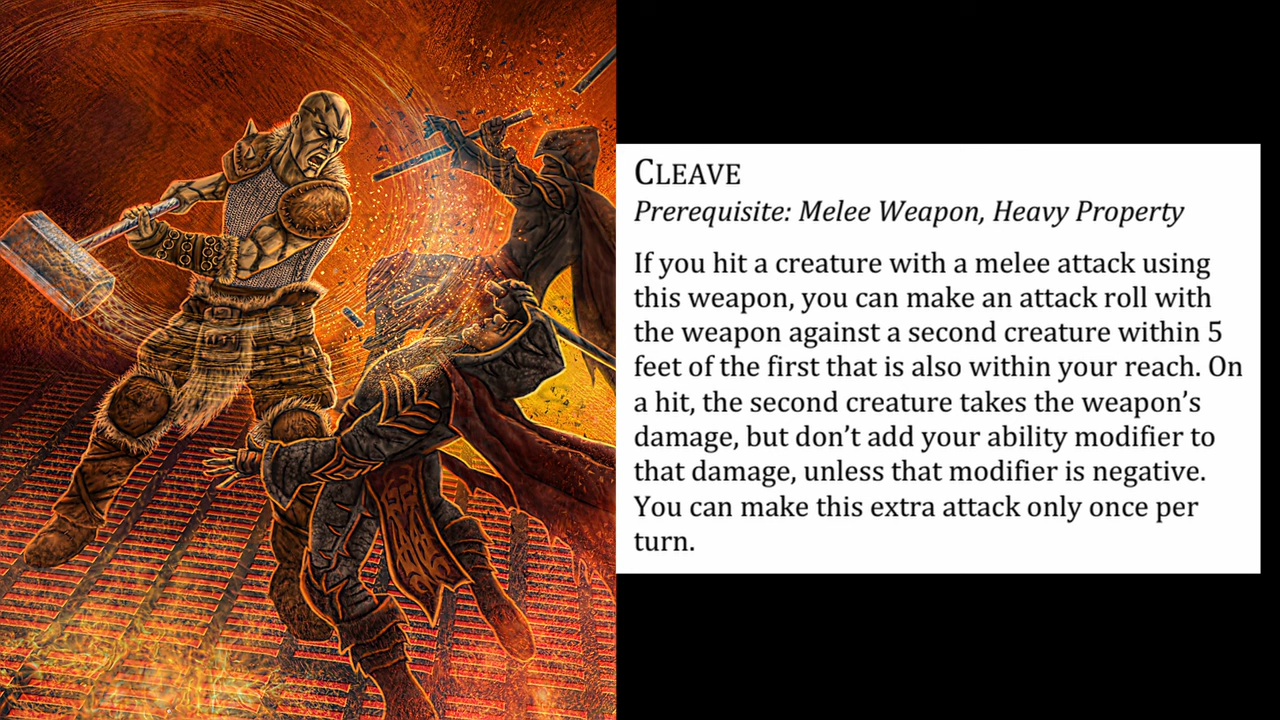 CLEAVE
Prerequisite: Melee Weapon, Heavy Property
If you hit a creature with a melee attack using
this weapon, you can make an attack roll with
the weapon against a second creature within 5
feet of the first that is also within your reach. On
a hit, the second creature takes the weapon’s
damage, but don’t add your ability modifier to
that damage, unless that modifier is negative.
You can make this extra attack only once per
turn.